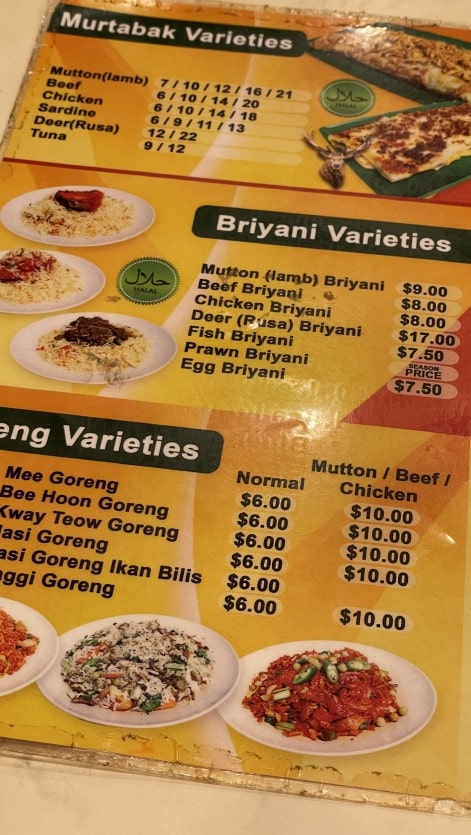 Murtabak Varieties
Mutton(lamb) 7 / 10 / 12 / 16 / 21
Beef 6 / 10 / 14 / 20
Chicken 6 / 10 / 14 / 18
Sardine 6 / 9 / 11 / 13
Deer(Rusa) 12 / 22
Tuna 9 / 12
حلال
HALAL
Briyani Varieties
حلال
HALAL
Mutton (lamb) Briyani $9.00
Beef Briyani $8.00
Chicken Briyani $8.00
Deer (Rusa) Briyani $17.00
Fish Briyani $7.50
Prawn Briyani SEASON PRICE
Egg Briyani $7.50
eng Varieties
Normal Mutton / Beef / Chicken
Mee Goreng $6.00 $10.00
Bee Hoon Goreng $6.00 $10.00
Kway Teow Goreng $6.00 $10.00
asi Goreng $6.00 $10.00
asi Goreng Ikan Bilis $6.00
ggi Goreng $6.00 $10.00